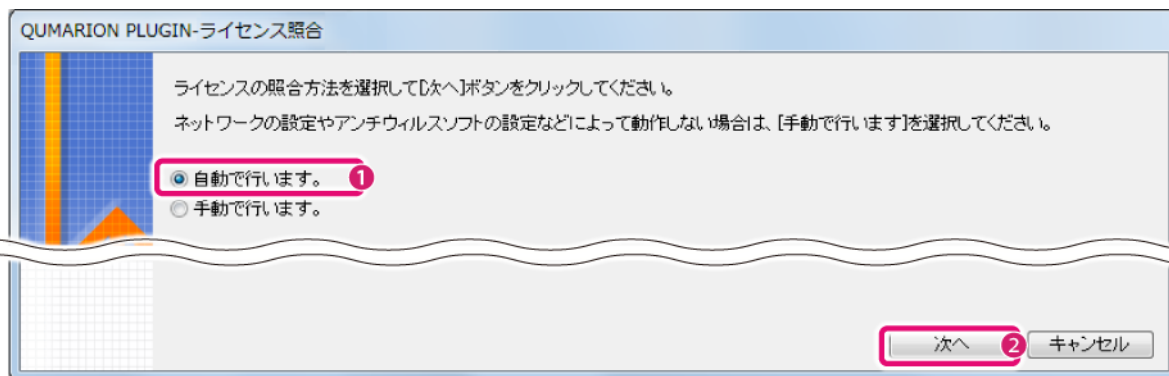 QUMARION PLUGIN-ライセンス照合
ライセンスの照合方法を選択して[次へ]ボタンをクリックしてください。
ネットワークの設定やアンチウィルスソフトの設定などによって動作しない場合は、[手動で行います]を選択してください。
自動で行います。 1
手動で行います。
次へ 2 キャンセル